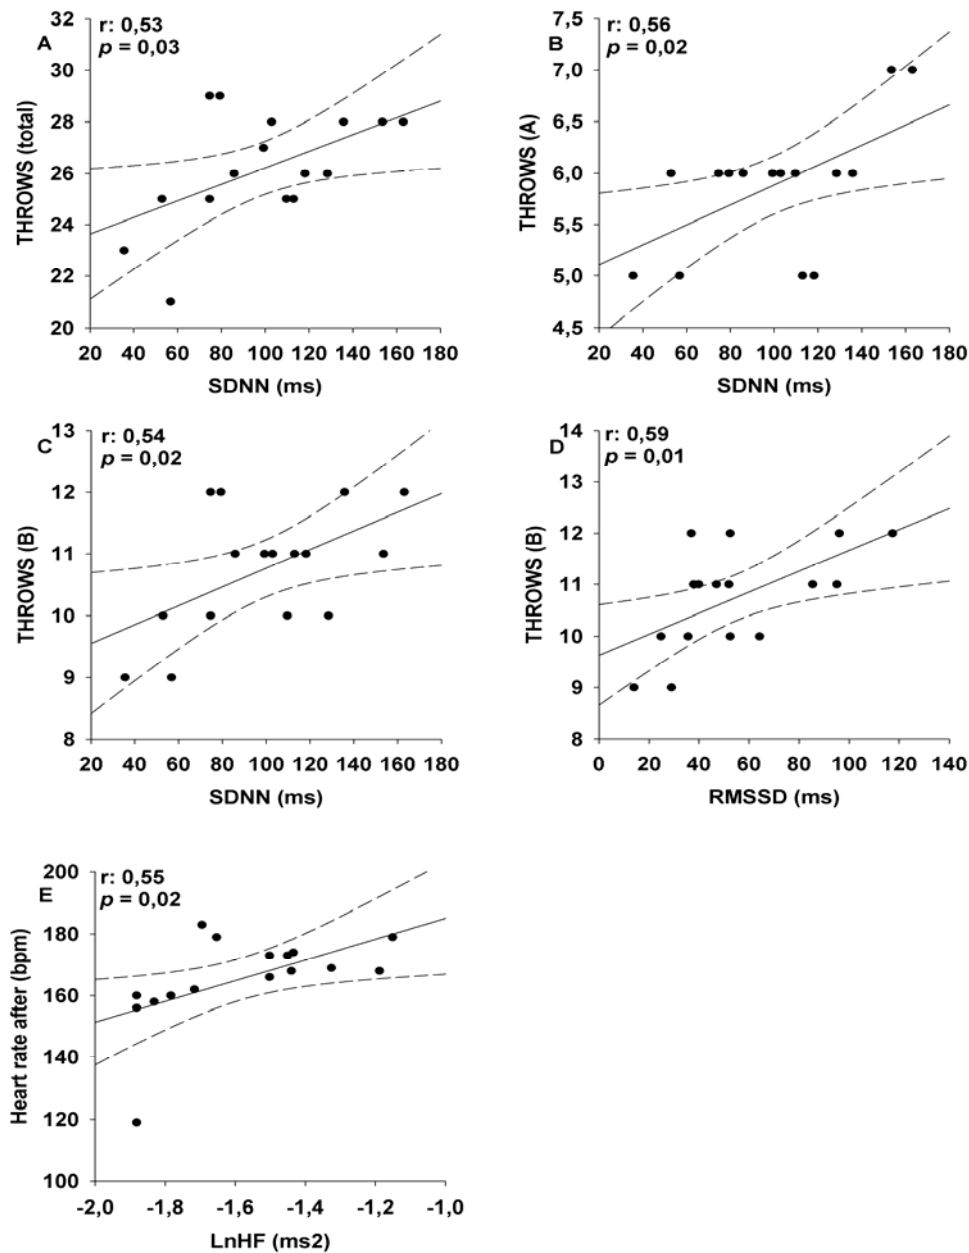 A
r: 0,53
p = 0,03
32
30
28
26
24
22
20
THROWS (total)
20 40 60 80 100 120 140 160 180
SDNN (ms)
B
r: 0,56
p = 0,02
7,5
7,0
6,5
6,0
5,5
5,0
4,5
THROWS (A)
20 40 60 80 100 120 140 160 180
SDNN (ms)
C
r: 0,54
p = 0,02
13
12
11
10
9
8
THROWS (B)
20 40 60 80 100 120 140 160 180
SDNN (ms)
D
r: 0,59
p = 0,01
14
13
12
11
10
9
8
THROWS (B)
0 20 40 60 80 100 120 140
RMSSD (ms)
E
r: 0,55
p = 0,02
200
180
160
140
120
100
Heart rate after (bpm)
-2,0 -1,8 -1,6 -1,4 -1,2 -1,0
LnHF (ms2)